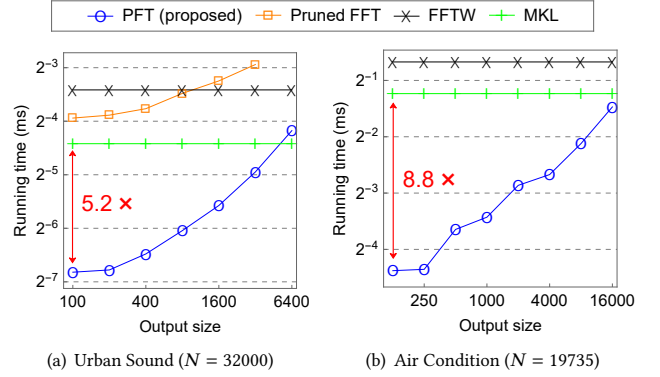 PFT (proposed) Pruned FFT FFTW MKL
2^-3
2^-4
2^-5
2^-6
2^-7
Running time (ms)
5.2 ×
100 400 1600 6400
Output size
(a) Urban Sound (N = 32000)
2^-1
2^-2
2^-3
2^-4
Running time (ms)
8.8 ×
250 1000 4000 16000
Output size
(b) Air Condition (N = 19735)